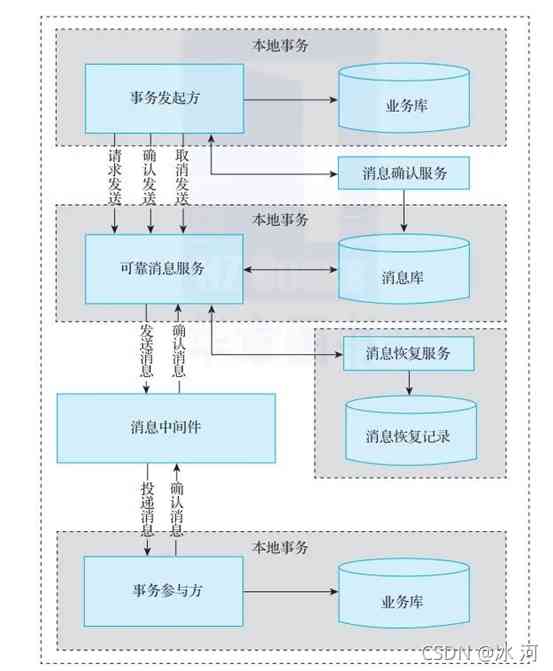 本地事务
事务发起方
业务库
请求发送
确认发送
取消发送
消息确认服务
本地事务
可靠消息服务
消息库
发送消息
确认消息
消息恢复服务
消息中间件
消息恢复记录
投递消息
确认消息
本地事务
事务参与方
业务库
CSDN @冰 河